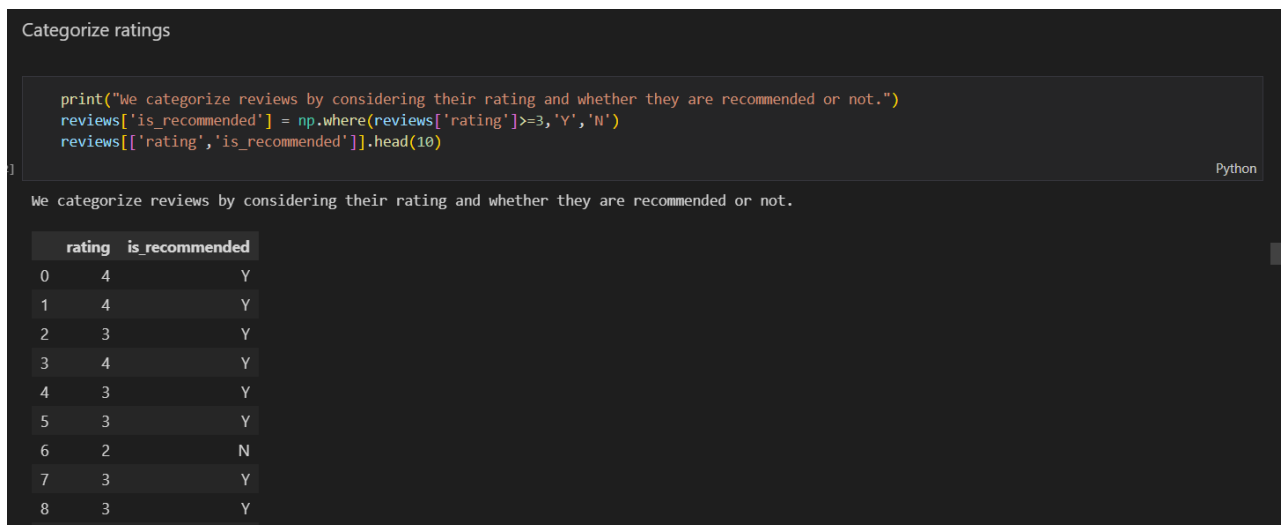 Categorize ratings
print("We categorize reviews by considering their rating and whether they are recommended or not.")
reviews['is_recommended'] = np.where(reviews['rating']>=3,'Y','N')
reviews[['rating','is_recommended']].head(10)
]
Python
We categorize reviews by considering their rating and whether they are recommended or not.
rating is_recommended
0 4 Y
1 4 Y
2 3 Y
3 4 Y
4 3 Y
5 3 Y
6 2 N
7 3 Y
8 3 Y